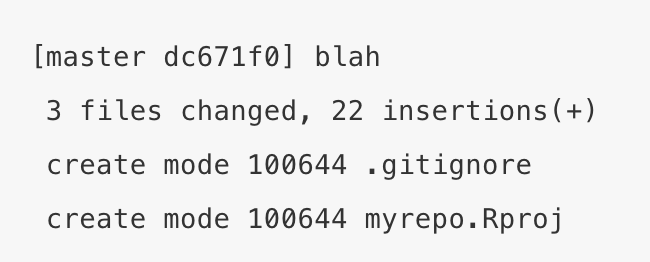 [master dc671f0] blah
3 files changed, 22 insertions(+)
create mode 100644 .gitignore
create mode 100644 myrepo.Rproj